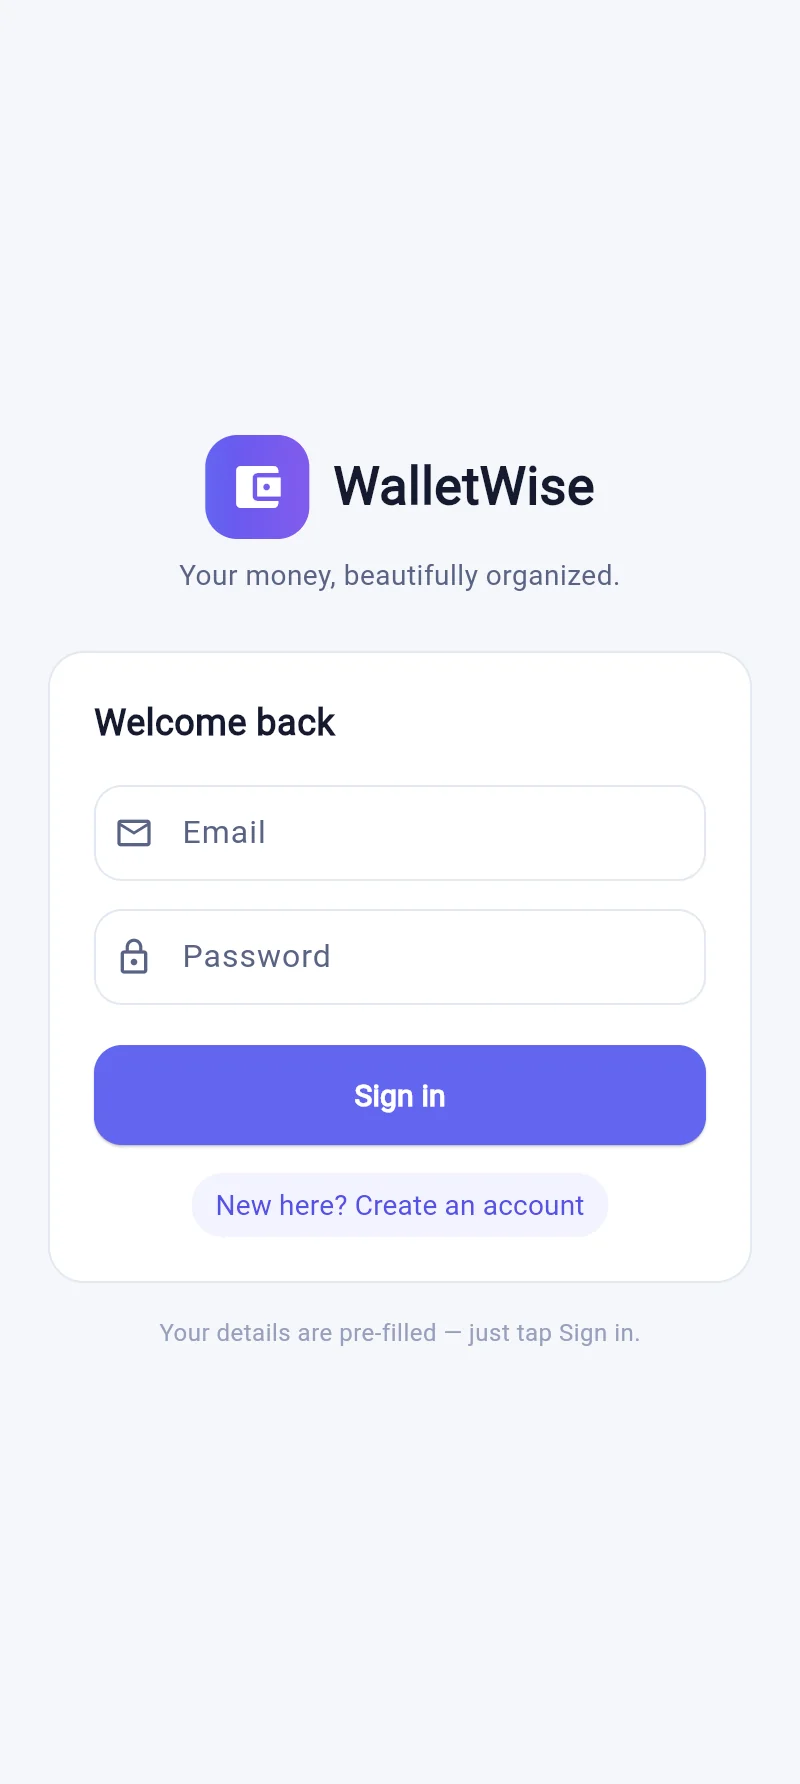 WalletWise
Your money, beautifully organized.
Welcome back
Email
Password
Sign in
New here? Create an account
Your details are pre-filled — just tap Sign in.